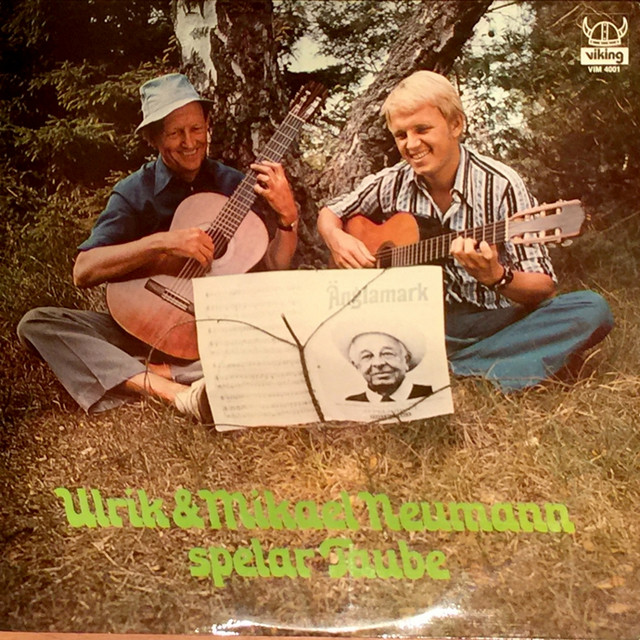 viking
VIM 4001
Änglamark
Ulrik & Mikael Neumann
spelar Taube